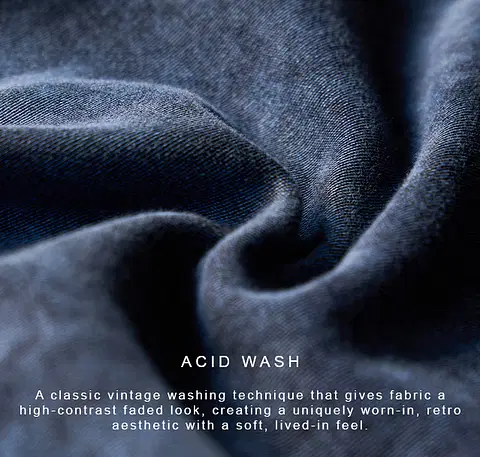 ACID WASH
A classic vintage washing technique that gives fabric a
high-contrast faded look, creating a uniquely worn-in, retro
aesthetic with a soft, lived-in feel.